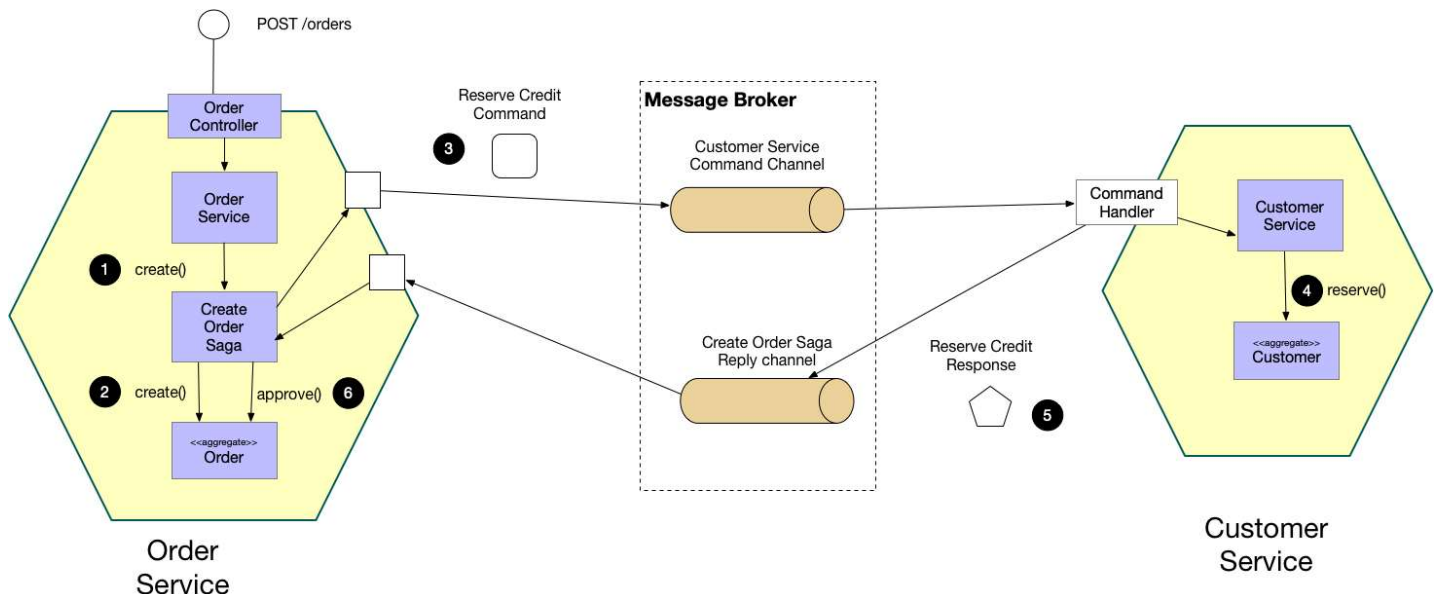 POST /orders
Order
Controller
Order
Service
1
create()
Create
Order
Saga
2
create()
approve()
6
<<aggregate>>
Order
Order
Service
Reserve Credit
Command
3
Message Broker
Customer Service
Command Channel
Create Order Saga
Reply channel
Reserve Credit
Response
5
Command
Handler
Customer
Service
4
reserve()
<<aggregate>>
Customer
Customer
Service